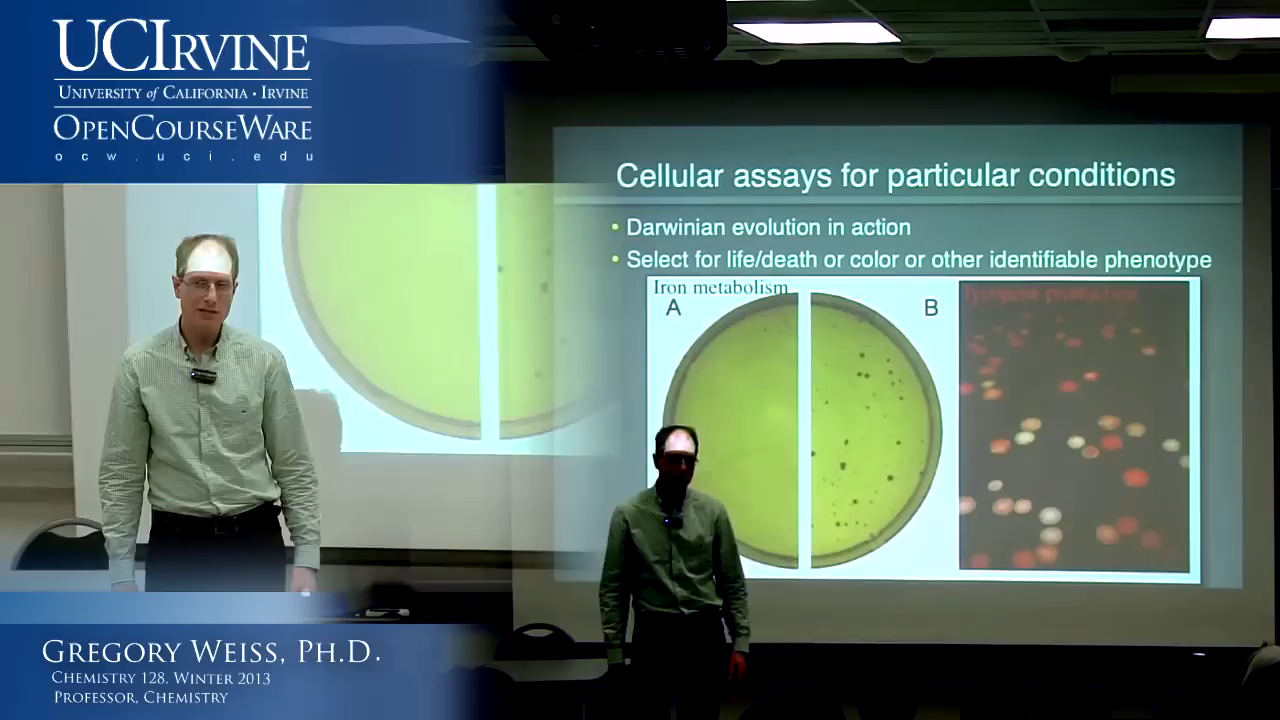 UCIRVINE
UNIVERSITY of CALIFORNIA • IRVINE
OPENCOURSEWARE
ocw.uci.edu
Cellular assays for particular conditions
• Darwinian evolution in action
• Select for life/death or color or other identifiable phenotype
Iron metabolism
A
B
lycopene production
GREGORY WEISS, PH.D.
CHEMISTRY 128. WINTER 2013
PROFESSOR, CHEMISTRY